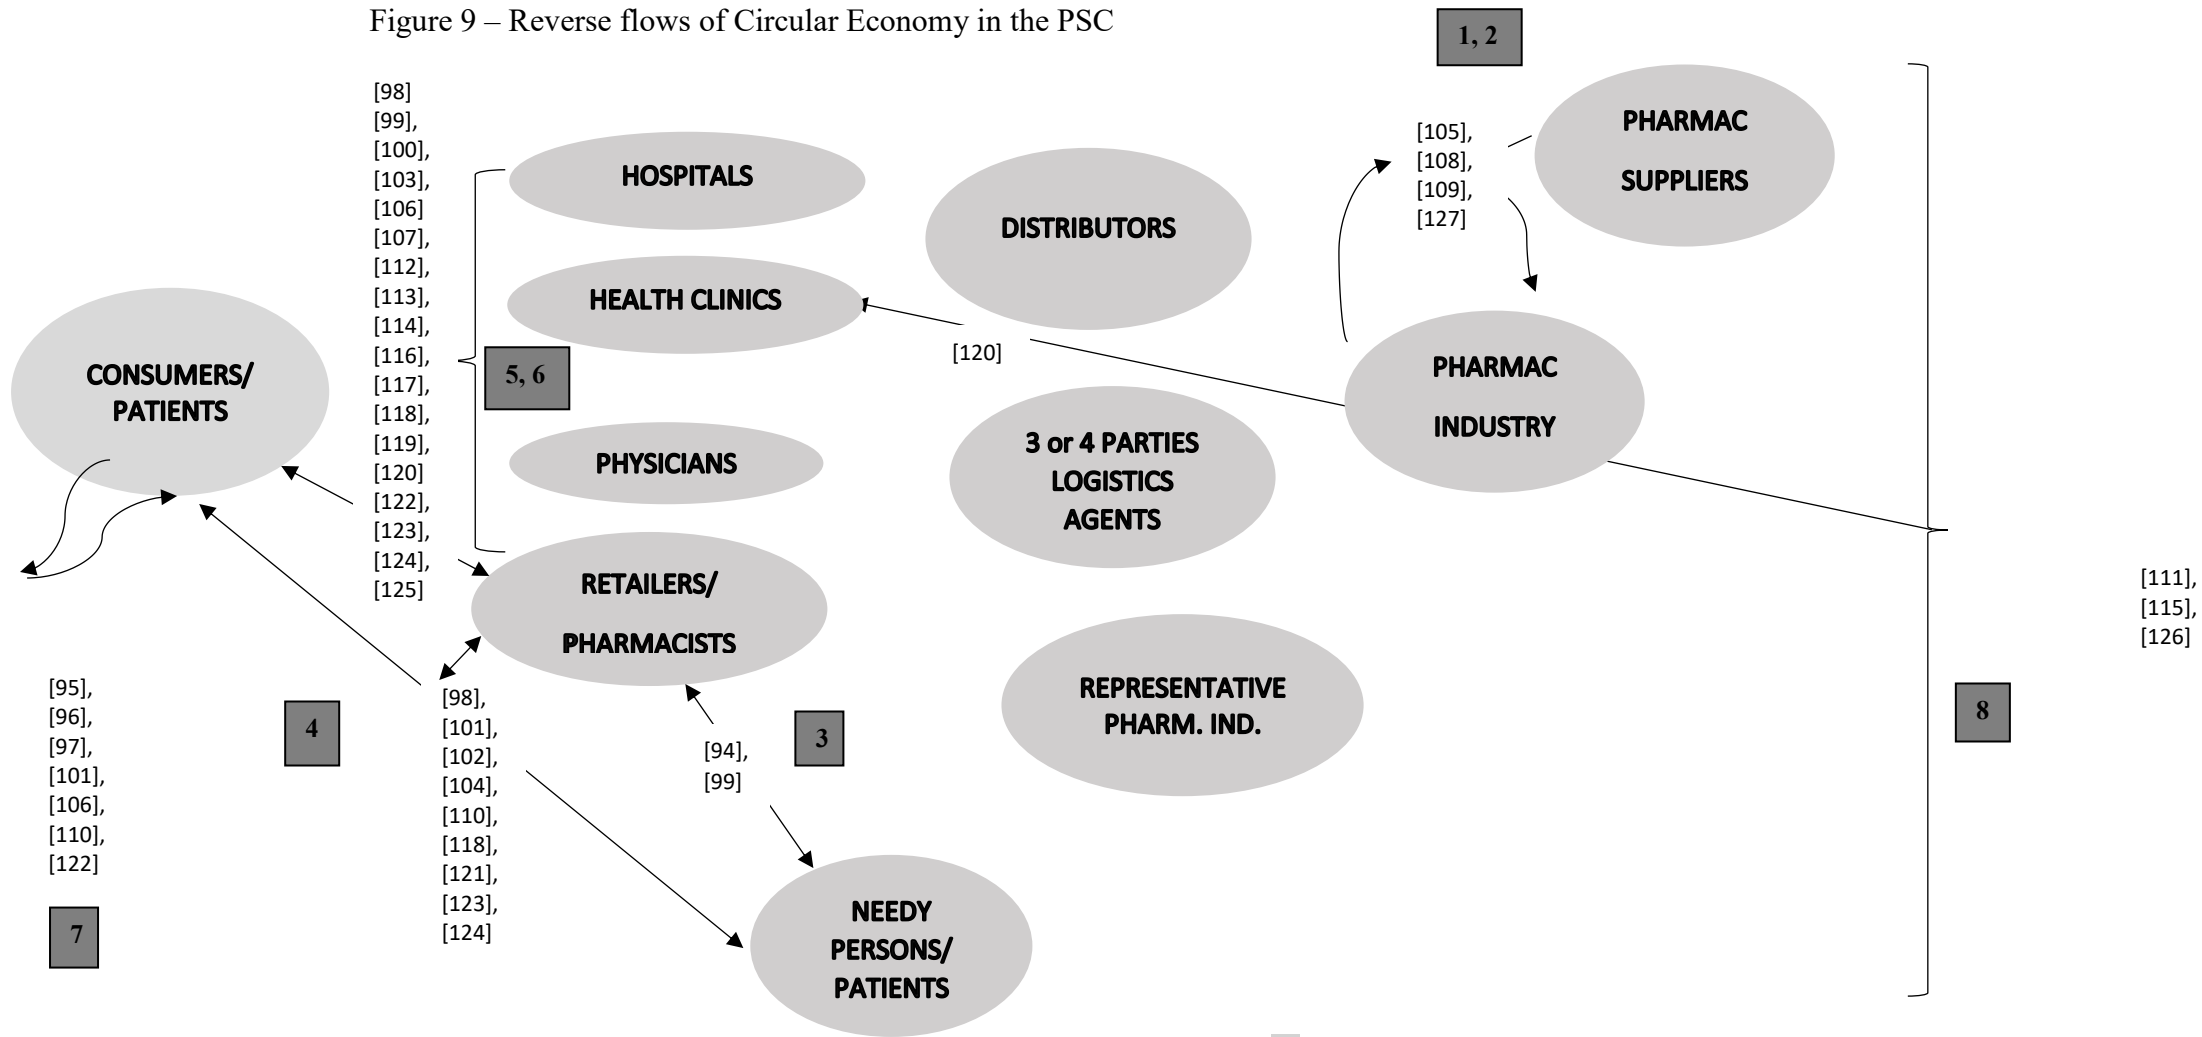 Figure 9 – Reverse flows of Circular Economy in the PSC
1, 2
[98]
[99],
[100],
[103],
[106]
[107],
[112],
[113],
[114],
[116],
[117],
[118],
[119],
[120]
[122],
[123],
[124],
[125]
HOSPITALS
HEALTH CLINICS
5, 6
PHYSICIANS
RETAILERS/
PHARMACISTS
CONSUMERS/
PATIENTS
DISTRIBUTORS
[120]
3 or 4 PARTIES
LOGISTICS
AGENTS
REPRESENTATIVE
PHARM. IND.
[105],
[108],
[109],
[127]
PHARMAC
SUPPLIERS
PHARMAC
INDUSTRY
[111],
[115],
[126]
8
[95],
[96],
[97],
[101],
[106],
[110],
[122]
7
4
[98],
[101],
[102],
[104],
[110],
[118],
[121],
[123],
[124]
[94],
[99]
3
NEEDY
PERSONS/
PATIENTS